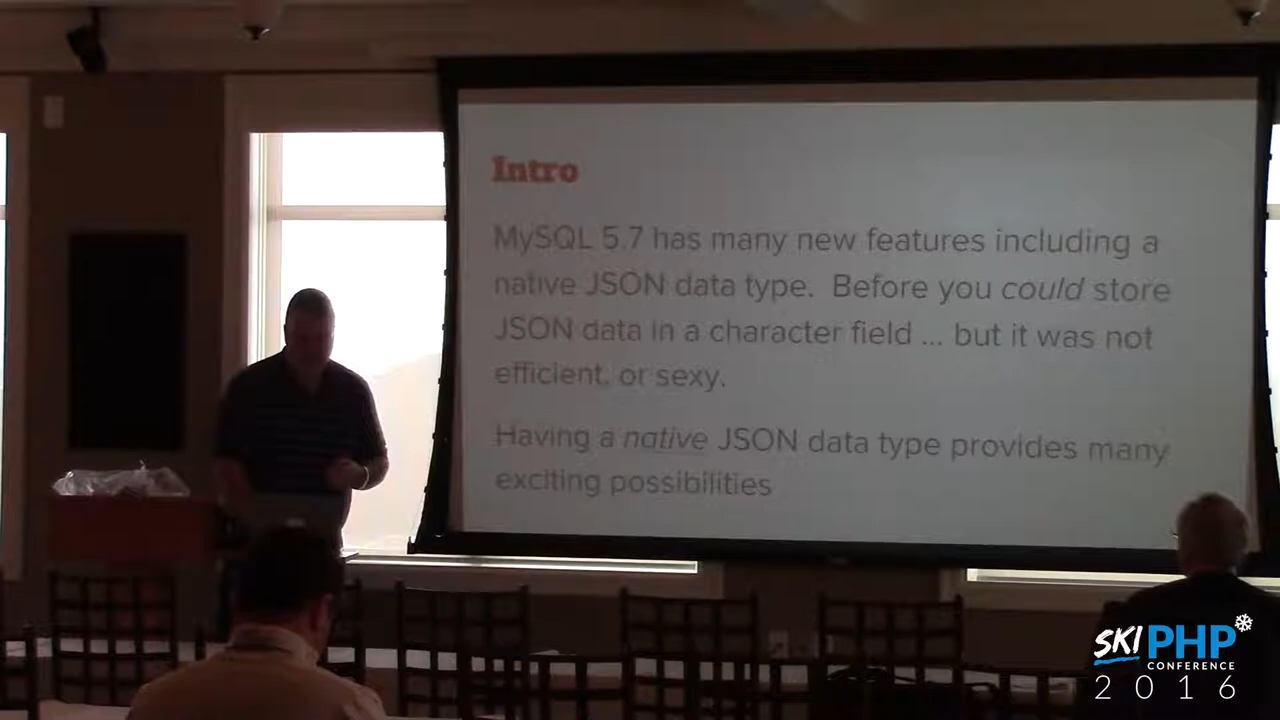 Intro
MySQL 5.7 has many new features including a
native JSON data type. Before you could store
JSON data in a character field ... but it was not
efficient, or sexy.
Having a native JSON data type provides many
exciting possibilities
SKI PHP
CONFERENCE
2016